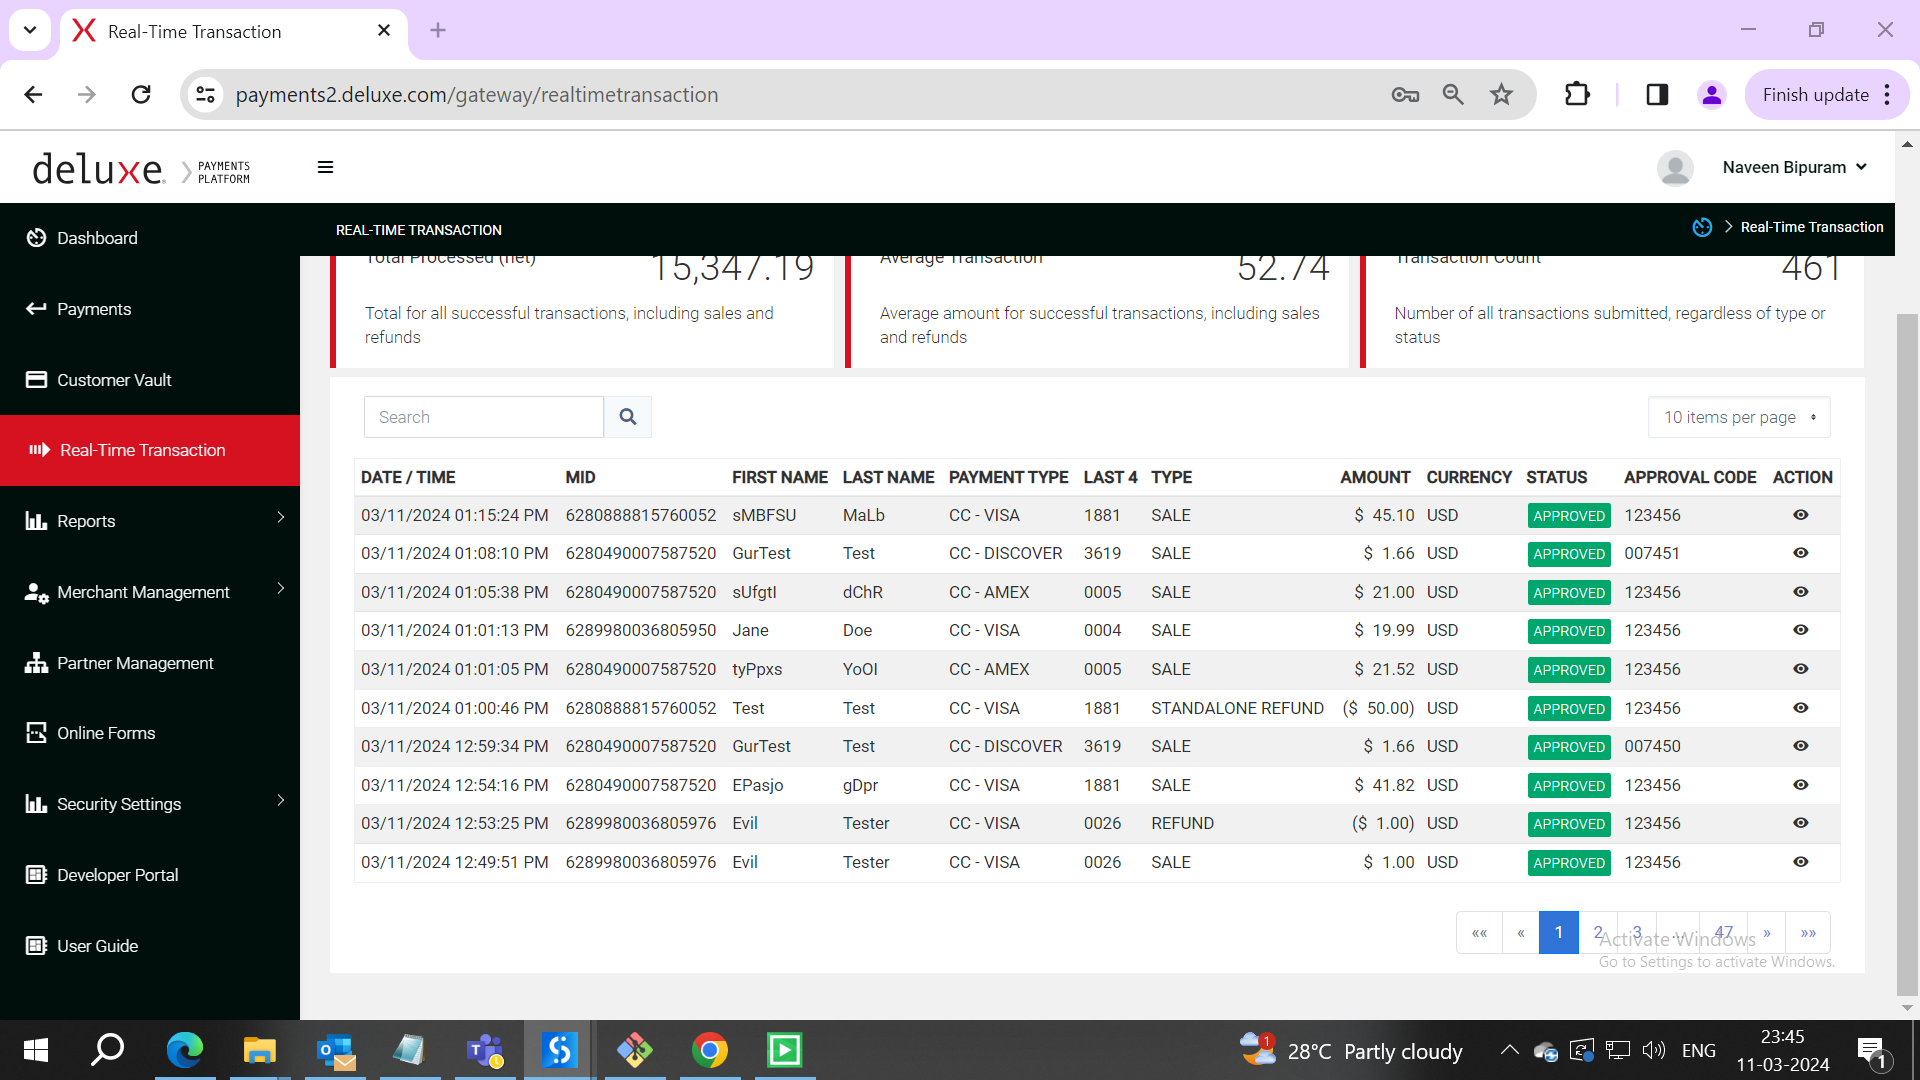 Real-Time Transaction
payments2.deluxe.com/gateway/realtimetransaction
Finish update
deluxe. PAYMENTS PLATFORM
Naveen Bipuram
REAL-TIME TRANSACTION
Real-Time Transaction
Dashboard
Payments
Customer Vault
Real-Time Transaction
Reports
Merchant Management
Partner Management
Online Forms
Security Settings
Developer Portal
User Guide
Total Processed (net) 15,347.19
Total for all successful transactions, including sales and
refunds
Average Transaction 52.74
Average amount for successful transactions, including sales
and refunds
Transaction Count 461
Number of all transactions submitted, regardless of type or
status
Search
10 items per page
DATE / TIME MID FIRST NAME LAST NAME PAYMENT TYPE LAST 4 TYPE AMOUNT CURRENCY STATUS APPROVAL CODE ACTION
03/11/2024 01:15:24 PM 6280888815760052 sMBFSU MaLb CC - VISA 1881 SALE $ 45.10 USD APPROVED 123456
03/11/2024 01:08:10 PM 6280490007587520 GurTest Test CC - DISCOVER 3619 SALE $ 1.66 USD APPROVED 007451
03/11/2024 01:05:38 PM 6280490007587520 sUfgtI dChR CC - AMEX 0005 SALE $ 21.00 USD APPROVED 123456
03/11/2024 01:01:13 PM 6289980036805950 Jane Doe CC - VISA 0004 SALE $ 19.99 USD APPROVED 123456
03/11/2024 01:01:05 PM 6280490007587520 tyPpxs YoOI CC - AMEX 0005 SALE $ 21.52 USD APPROVED 123456
03/11/2024 01:00:46 PM 6280888815760052 Test Test CC - VISA 1881 STANDALONE REFUND ($ 50.00) USD APPROVED 123456
03/11/2024 12:59:34 PM 6280490007587520 GurTest Test CC - DISCOVER 3619 SALE $ 1.66 USD APPROVED 007450
03/11/2024 12:54:16 PM 6280490007587520 EPasjo gDpr CC - VISA 1881 SALE $ 41.82 USD APPROVED 123456
03/11/2024 12:53:25 PM 6289980036805976 Evil Tester CC - VISA 0026 REFUND ($ 1.00) USD APPROVED 123456
03/11/2024 12:49:51 PM 6289980036805976 Evil Tester CC - VISA 0026 SALE $ 1.00 USD APPROVED 123456
«« « 1 2 3 ... 47 » »»
Activate Windows
Go to Settings to activate Windows.
1 28°C Partly cloudy
ENG
23:45
11-03-2024
1